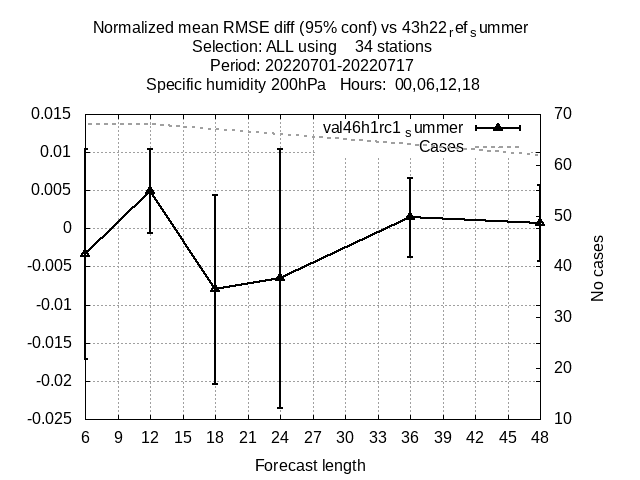 Normalized mean RMSE diff (95% conf) vs 43h22refsummer
Selection: ALL using    34 stations
Period: 20220701-20220717
Specific humidity 200hPa   Hours:  00,06,12,18
0.015 70
val46h1rc1summer
Cases
0.01 60
0.005
0 50
-0.005 40
No cases
-0.01 30
-0.015
20
-0.02
-0.025 10
6 9 12 15 18 21 24 27 30 33 36 39 42 45 48
Forecast length